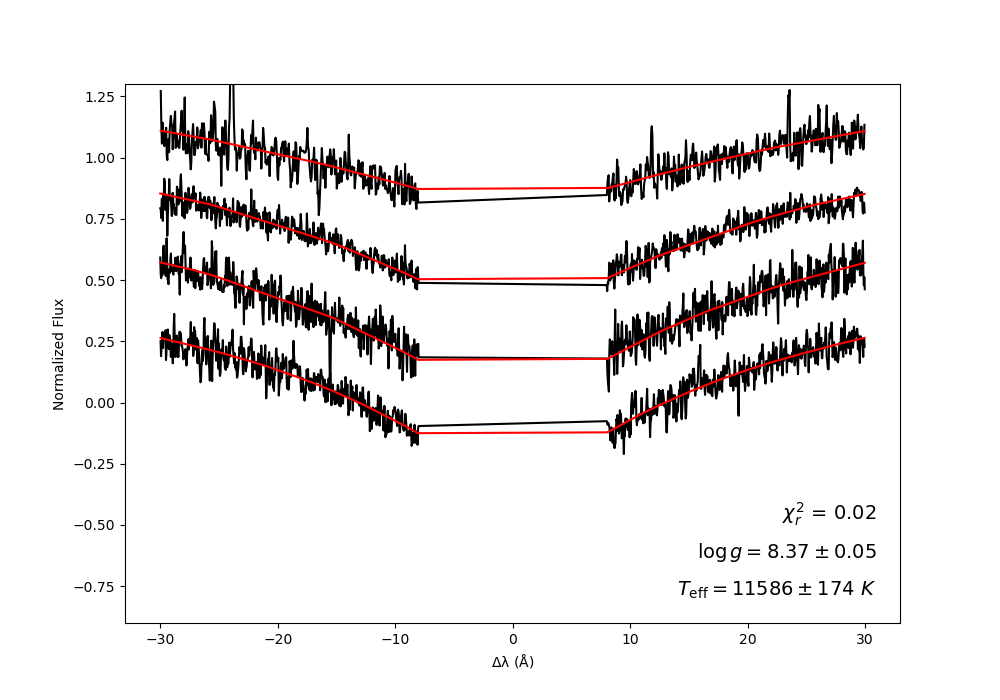 1.25
1.00
0.75
0.50
0.25
0.00
−0.25
−0.50
−0.75
Normalized Flux
χ²ᵣ = 0.02
log g = 8.37 ± 0.05
T_eff = 11586 ± 174 K
−30 −20 −10 0 10 20 30
Δλ (Å)